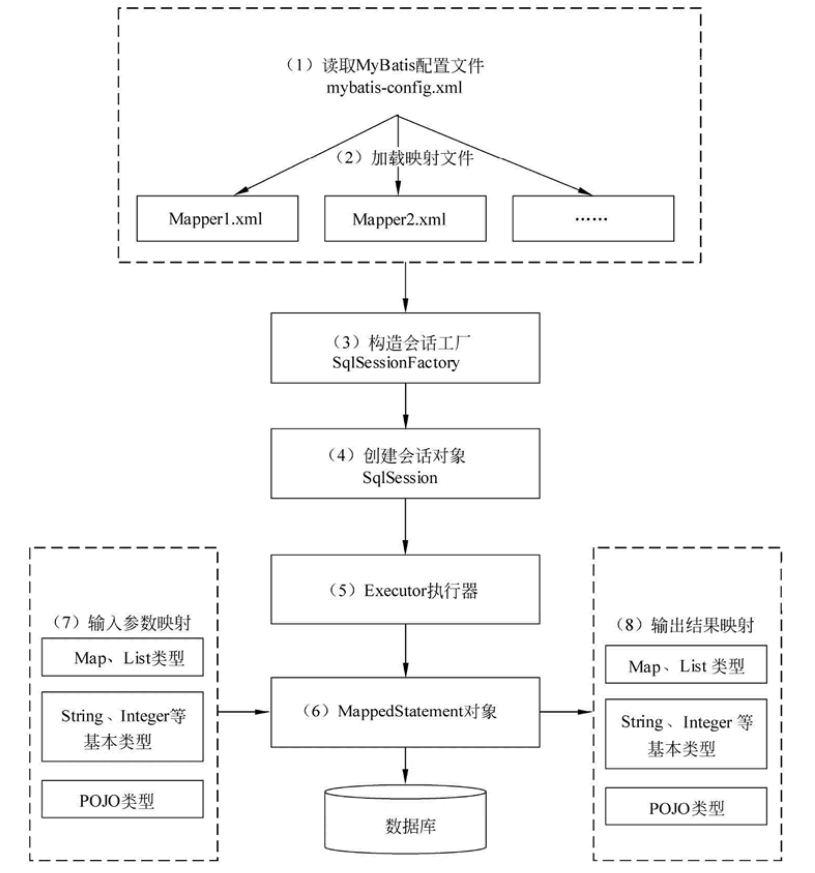 （1）读取MyBatis配置文件
mybatis-config.xml
（2）加载映射文件
Mapper1.xml
Mapper2.xml
……
（3）构造会话工厂
SqlSessionFactory
（4）创建会话对象
SqlSession
（5）Executor执行器
（7）输入参数映射
Map、List类型
String、Integer等
基本类型
POJO类型
（6）MappedStatement对象
数据库
（8）输出结果映射
Map、List 类型
String、Integer 等
基本类型
POJO类型